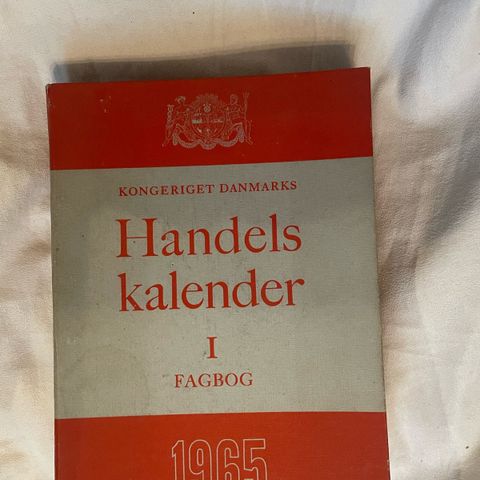 KONGERIGET DANMARKS
Handels
kalender
I
FAGBOG
1965